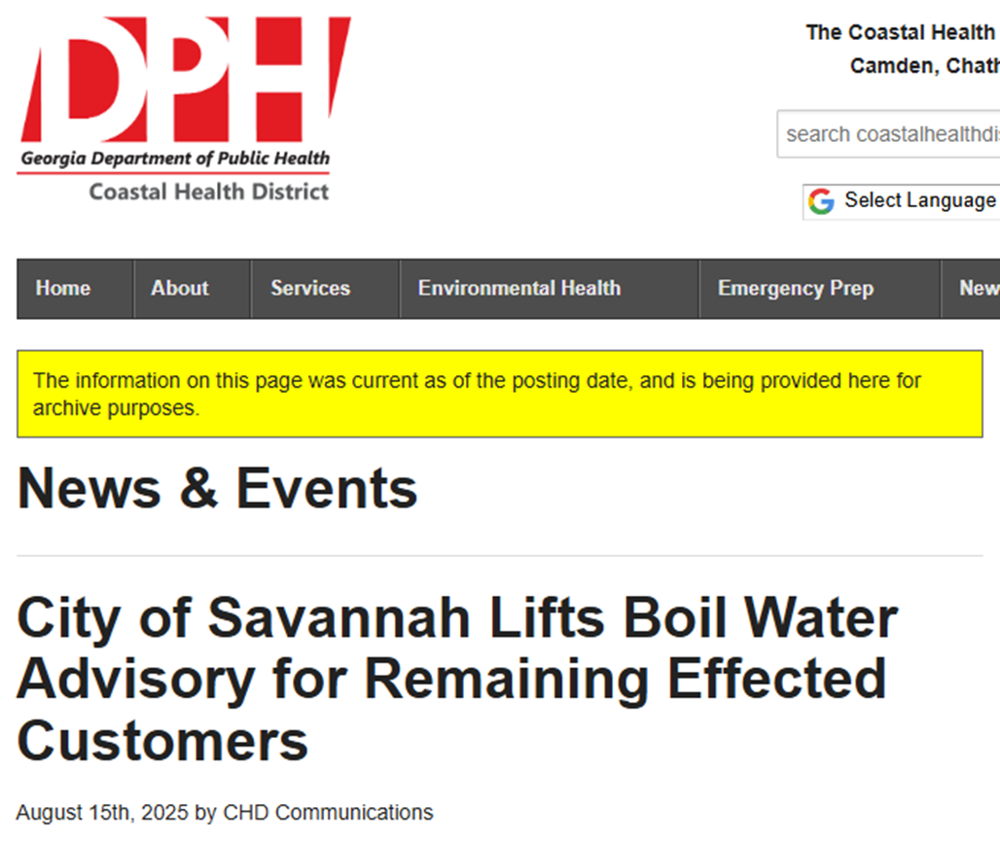 DPH
Georgia Department of Public Health
Coastal Health District
The Coastal Health
Camden, Chath
search coastalhealthdis
Select Language
Home About Services Environmental Health Emergency Prep New
The information on this page was current as of the posting date, and is being provided here for
archive purposes.
News & Events
City of Savannah Lifts Boil Water
Advisory for Remaining Effected
Customers
August 15th, 2025 by CHD Communications